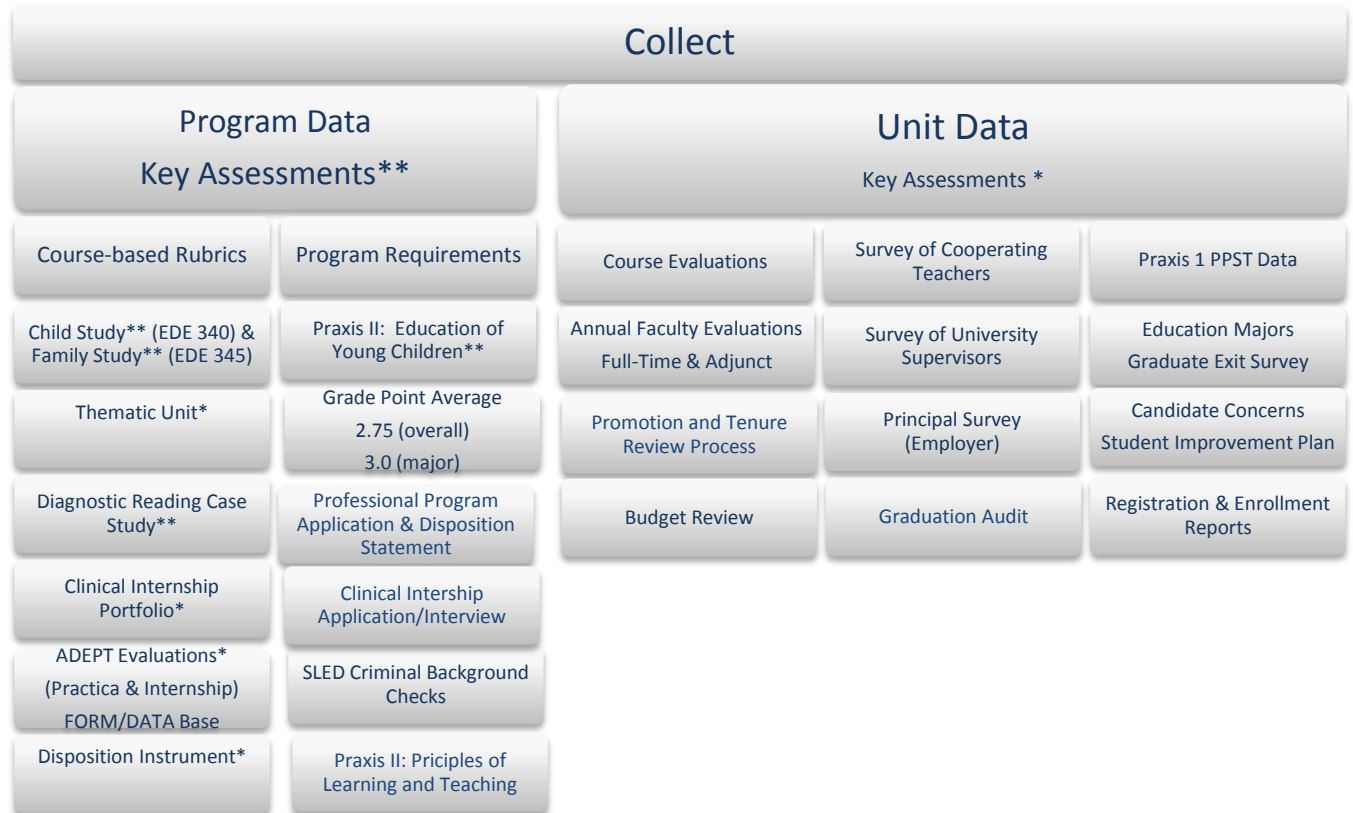 Collect
Program Data
Key Assessments**
Unit Data
Key Assessments *
Course-based Rubrics
Child Study** (EDE 340) &
Family Study** (EDE 345)
Thematic Unit*
Diagnostic Reading Case
Study**
Clinical Internship
Portfolio*
ADEPT Evaluations*
(Practica & Internship)
FORM/DATA Base
Disposition Instrument*
Program Requirements
Praxis II: Education of
Young Children**
Grade Point Average
2.75 (overall)
3.0 (major)
Professional Program
Application & Disposition
Statement
Clinical Intership
Application/Interview
SLED Criminal Background
Checks
Praxis II: Priciples of
Learning and Teaching
Course Evaluations
Annual Faculty Evaluations
Full-Time & Adjunct
Promotion and Tenure
Review Process
Budget Review
Survey of Cooperating
Teachers
Survey of University
Supervisors
Principal Survey
(Employer)
Graduation Audit
Praxis 1 PPST Data
Education Majors
Graduate Exit Survey
Candidate Concerns
Student Improvement Plan
Registration & Enrollment
Reports